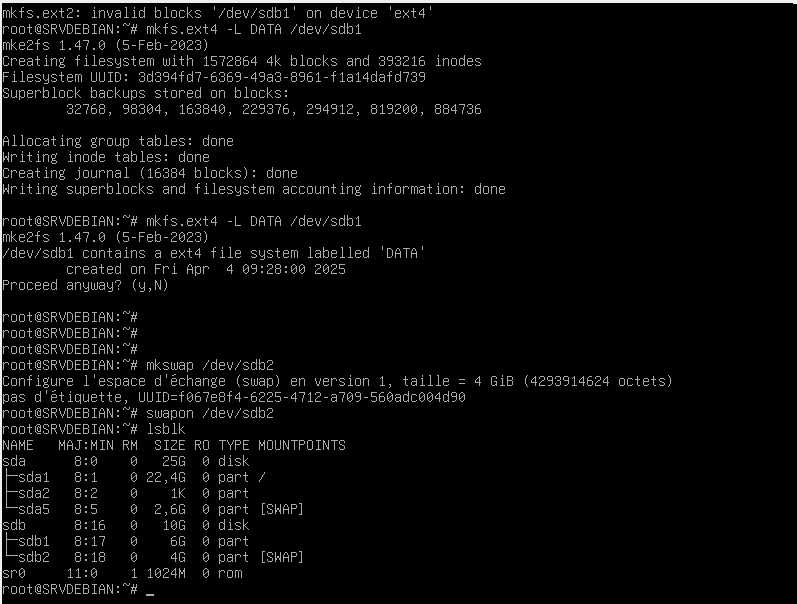 mkfs.ext2: invalid blocks '/dev/sdb1' on device 'ext4'
root@SRVDEBIAN:~# mkfs.ext4 -L DATA /dev/sdb1
mke2fs 1.47.0 (5-Feb-2023)
Creating filesystem with 1572864 4k blocks and 393216 inodes
Filesystem UUID: 3d394fd7-6369-49a3-8961-f1a14dafd739
Superblock backups stored on blocks:
        32768, 98304, 163840, 229376, 294912, 819200, 884736
Allocating group tables: done
Writing inode tables: done
Creating journal (16384 blocks): done
Writing superblocks and filesystem accounting information: done
root@SRVDEBIAN:~# mkfs.ext4 -L DATA /dev/sdb1
mke2fs 1.47.0 (5-Feb-2023)
/dev/sdb1 contains a ext4 file system labelled 'DATA'
        created on Fri Apr  4 09:28:00 2025
Proceed anyway? (y,N)
root@SRVDEBIAN:~#
root@SRVDEBIAN:~#
root@SRVDEBIAN:~#
root@SRVDEBIAN:~# mkswap /dev/sdb2
Configure l'espace d'échange (swap) en version 1, taille = 4 GiB (4293914624 octets)
pas d'étiquette, UUID=f067e8f4-6225-4712-a709-560adc004d90
root@SRVDEBIAN:~# swapon /dev/sdb2
root@SRVDEBIAN:~# lsblk
NAME   MAJ:MIN RM  SIZE RO TYPE MOUNTPOINTS
sda      8:0    0   25G  0 disk
├─sda1   8:1    0 22,4G  0 part /
├─sda2   8:2    0    1K  0 part
└─sda5   8:5    0  2,6G  0 part [SWAP]
sdb      8:16   0   10G  0 disk
├─sdb1   8:17   0    6G  0 part
└─sdb2   8:18   0    4G  0 part [SWAP]
sr0     11:0    1 1024M  0 rom
root@SRVDEBIAN:~# _